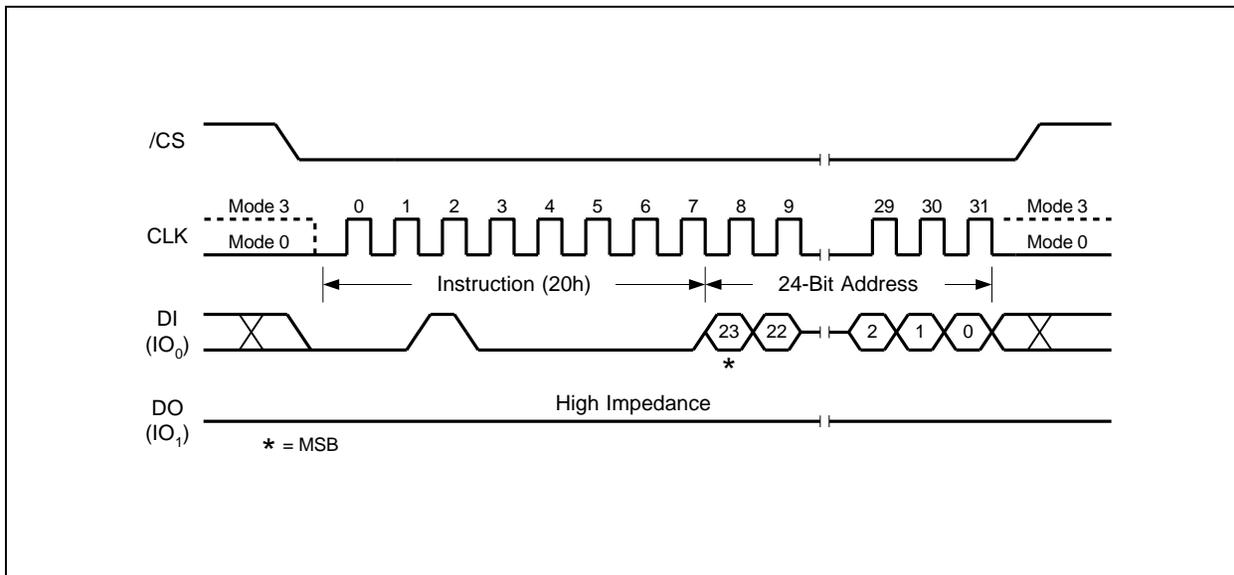 /CS
Mode 3 0 1 2 3 4 5 6 7 8 9 29 30 31 Mode 3
CLK
Mode 0 Mode 0
Instruction (20h) 24-Bit Address
DI
(IO0)
23 22 2 1 0
*
High Impedance
DO
(IO1)
* = MSB